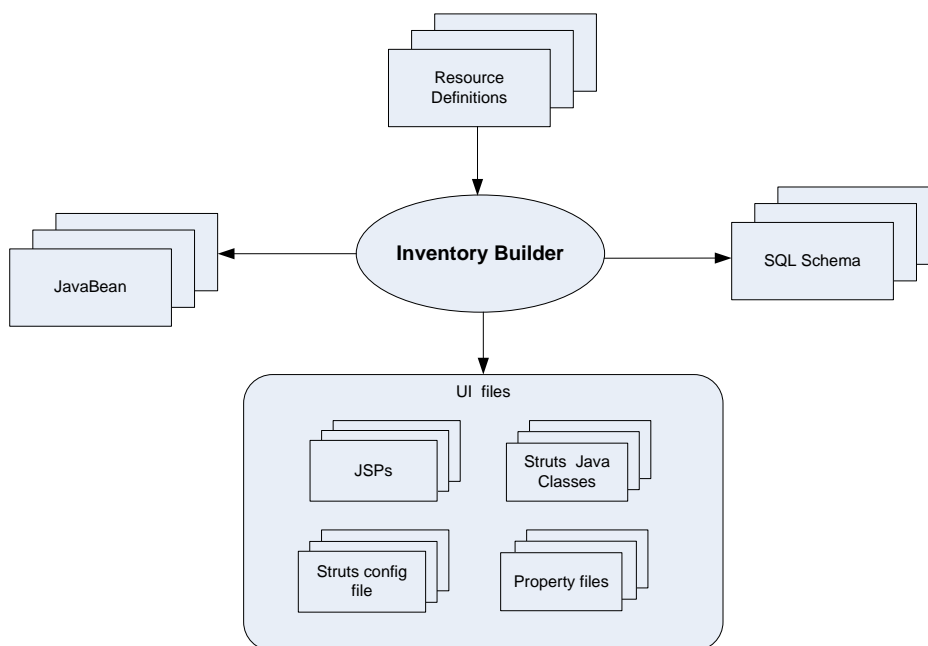 Resource
Definitions
Inventory Builder
JavaBean
SQL Schema
UI files
JSPs
Struts Java
Classes
Struts config
file
Property files